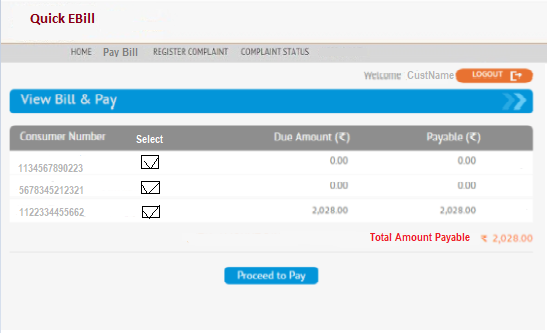 Quick EBill
HOME Pay Bill REGISTER COMPLAINT COMPLAINT STATUS
Welcome CustName LOGOUT
View Bill & Pay
Consumer Number Select Due Amount (₹) Payable (₹)
1134567890223 0.00 0.00
5678345212321 0.00 0.00
1122334455662 2,028.00 2,028.00
Total Amount Payable ₹ 2,028.00
Proceed to Pay